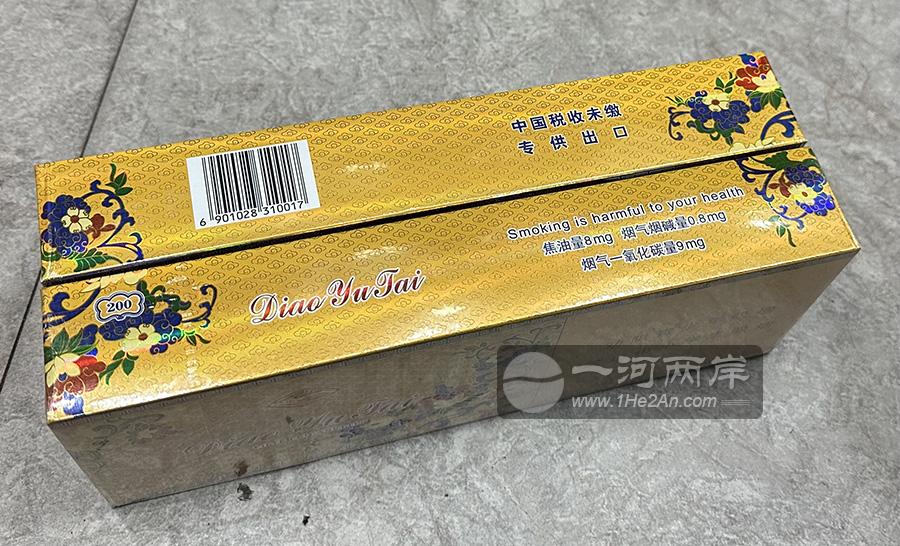 中国税收未缴
专供出口
6 901028 310017
Smoking is harmful to your health
焦油量8mg 烟气烟碱量0.8mg
烟气一氧化碳量9mg
200
Diao Yu Tai
一河两岸
www.1He2An.com